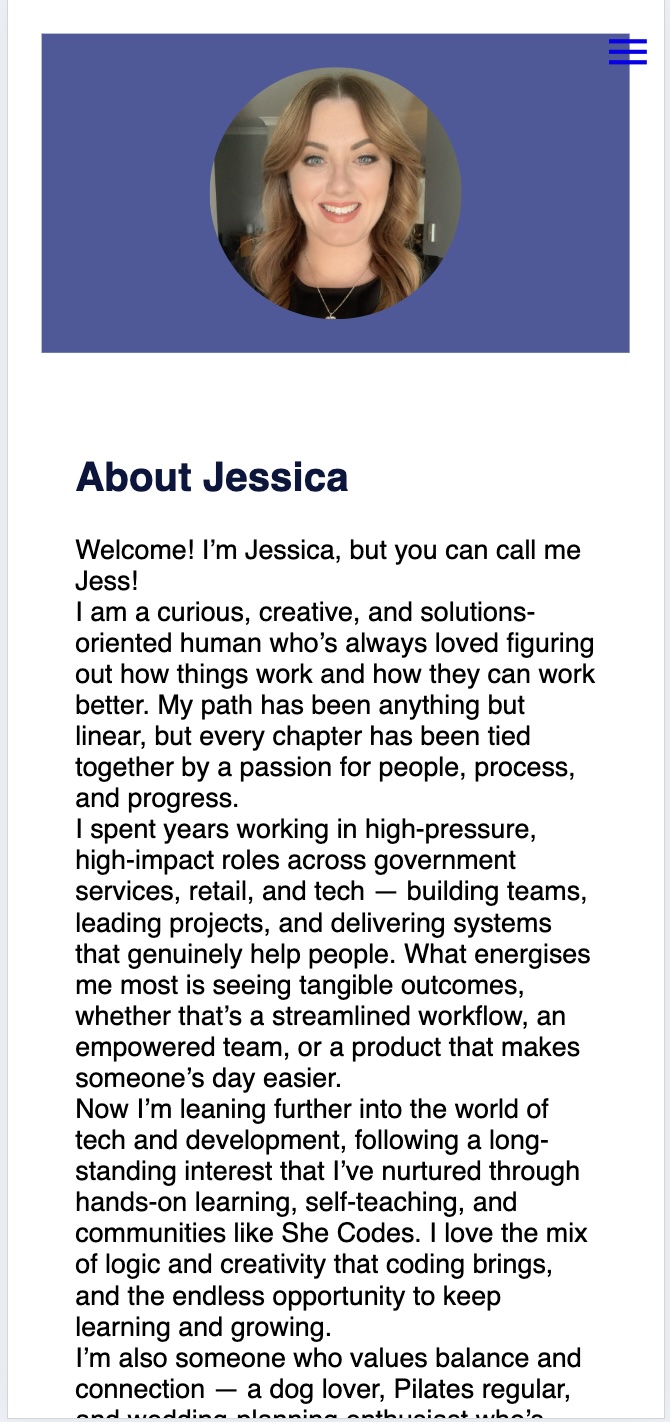 About Jessica
Welcome! I’m Jessica, but you can call me
Jess!
I am a curious, creative, and solutions-
oriented human who’s always loved figuring
out how things work and how they can work
better. My path has been anything but
linear, but every chapter has been tied
together by a passion for people, process,
and progress.
I spent years working in high-pressure,
high-impact roles across government
services, retail, and tech — building teams,
leading projects, and delivering systems
that genuinely help people. What energises
me most is seeing tangible outcomes,
whether that’s a streamlined workflow, an
empowered team, or a product that makes
someone’s day easier.
Now I’m leaning further into the world of
tech and development, following a long-
standing interest that I’ve nurtured through
hands-on learning, self-teaching, and
communities like She Codes. I love the mix
of logic and creativity that coding brings,
and the endless opportunity to keep
learning and growing.
I’m also someone who values balance and
connection — a dog lover, Pilates regular,
and wedding-planning enthusiast who’s